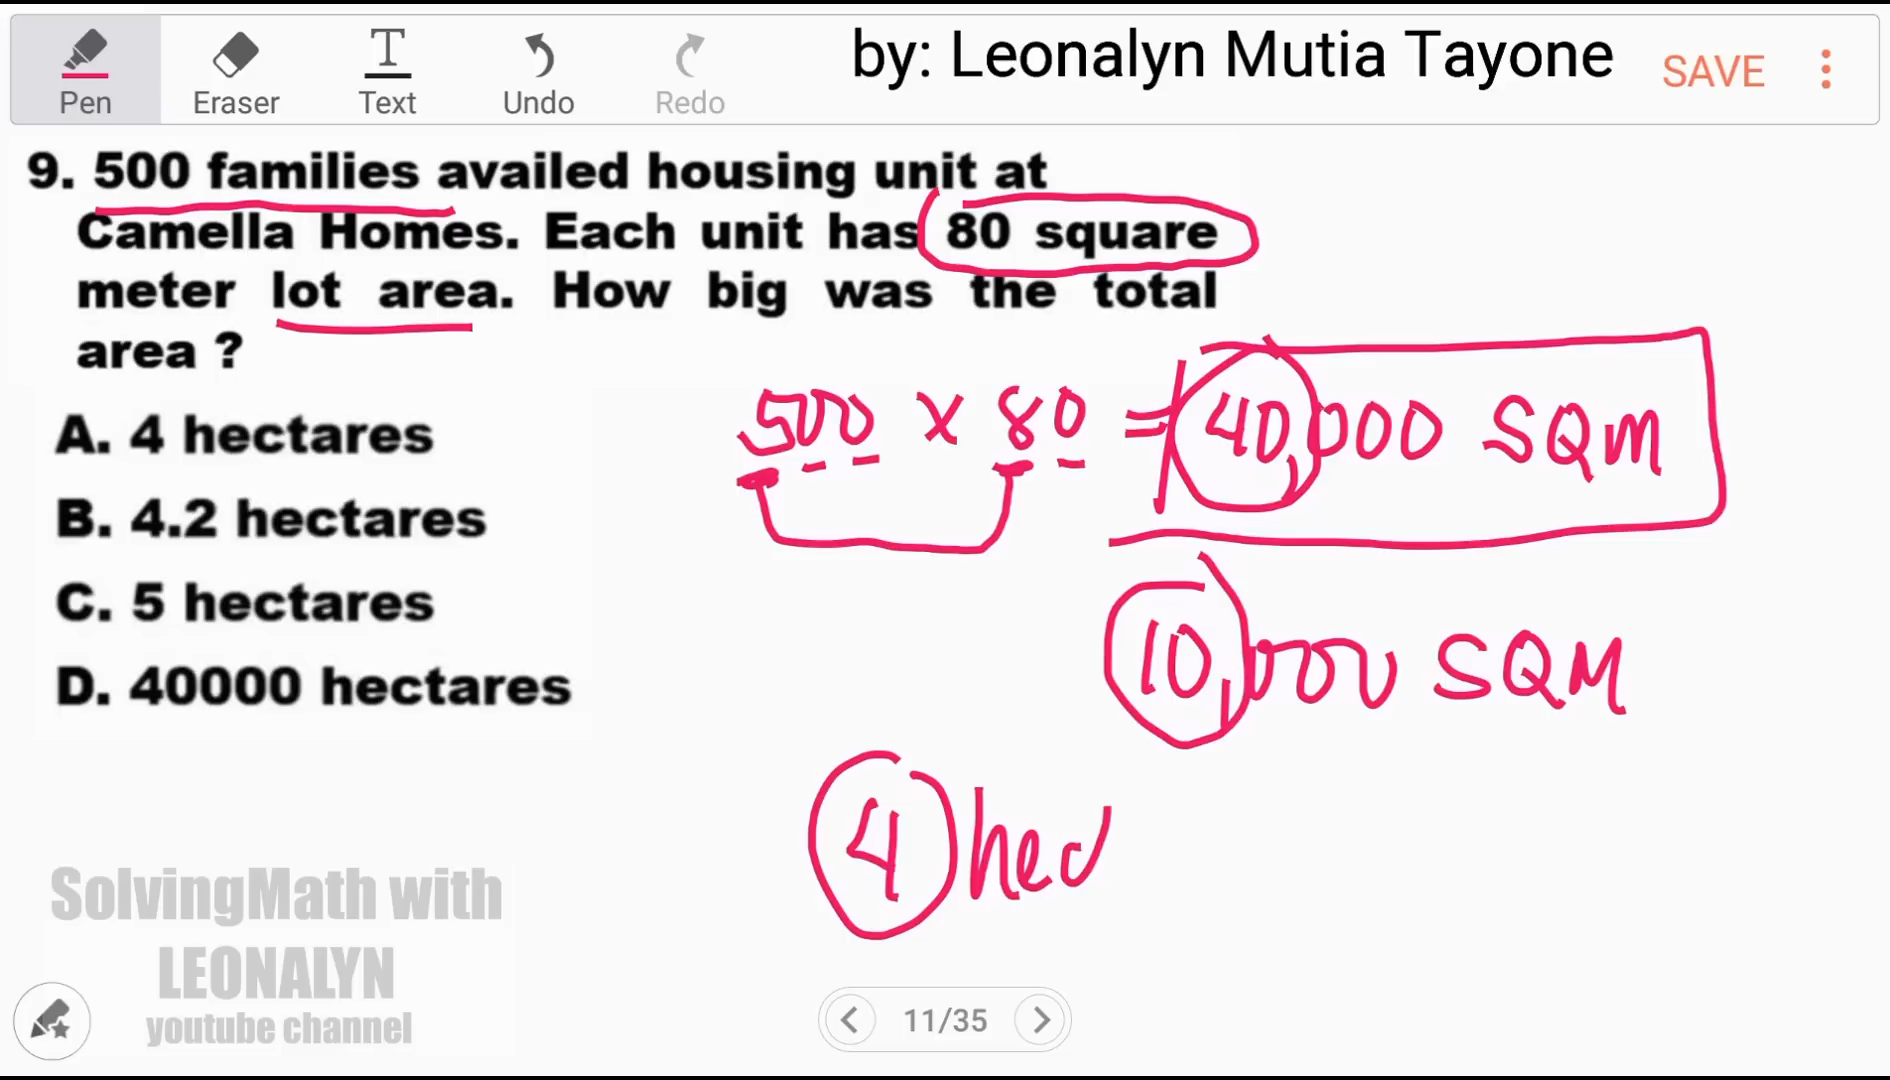 Pen Eraser Text Undo Redo by: Leonalyn Mutia Tayone SAVE
9. 500 families availed housing unit at
Camella Homes. Each unit has 80 square
meter lot area. How big was the total
area ?
A. 4 hectares
B. 4.2 hectares
C. 5 hectares
D. 40000 hectares
500 x 80 = 40,000 SQM
10,000 SQM
4 hec
SolvingMath with
LEONALYN
youtube channel
11/35